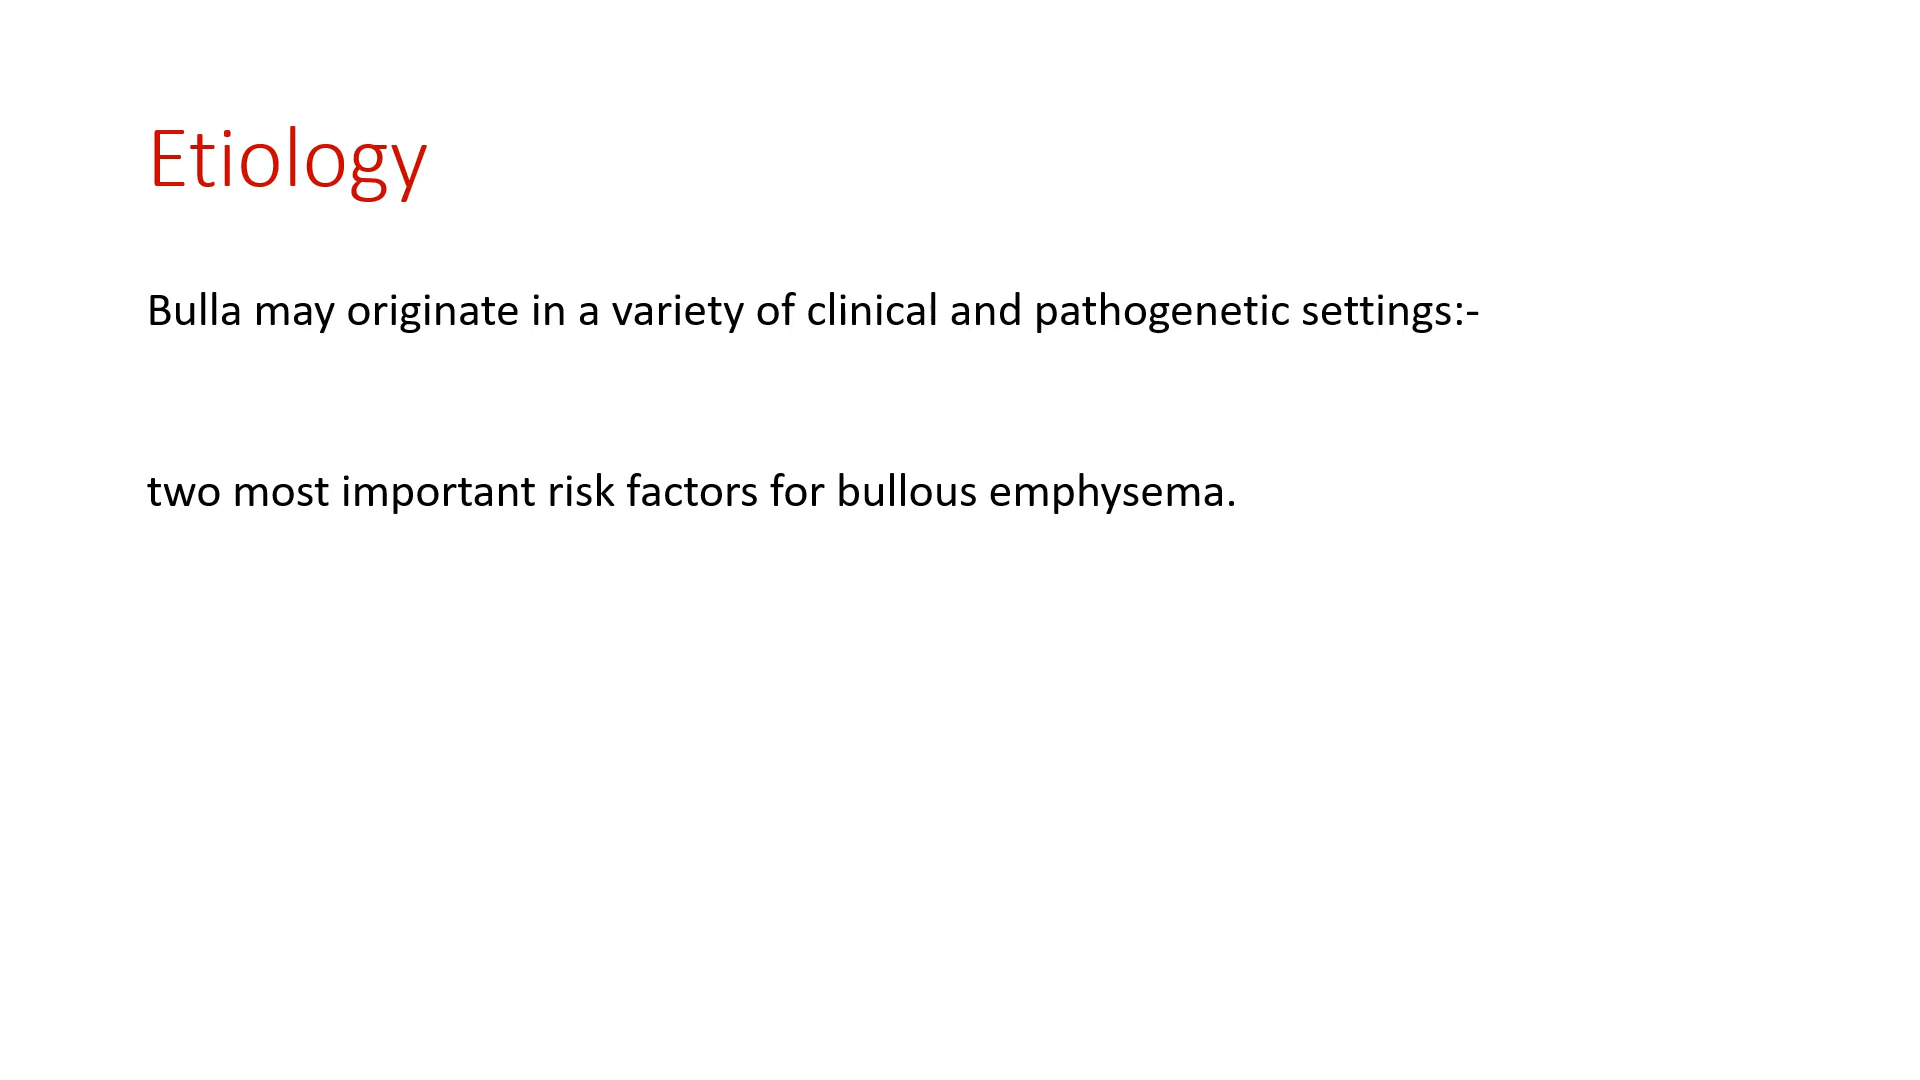 Etiology
Bulla may originate in a variety of clinical and pathogenetic settings:-
two most important risk factors for bullous emphysema.